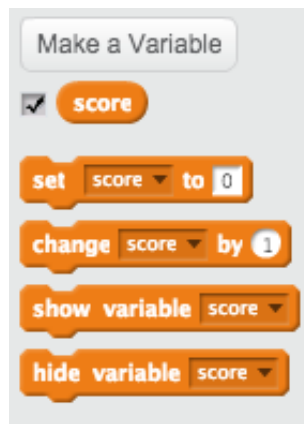 Make a Variable
score
set score to 0
change score by 1
show variable score
hide variable score